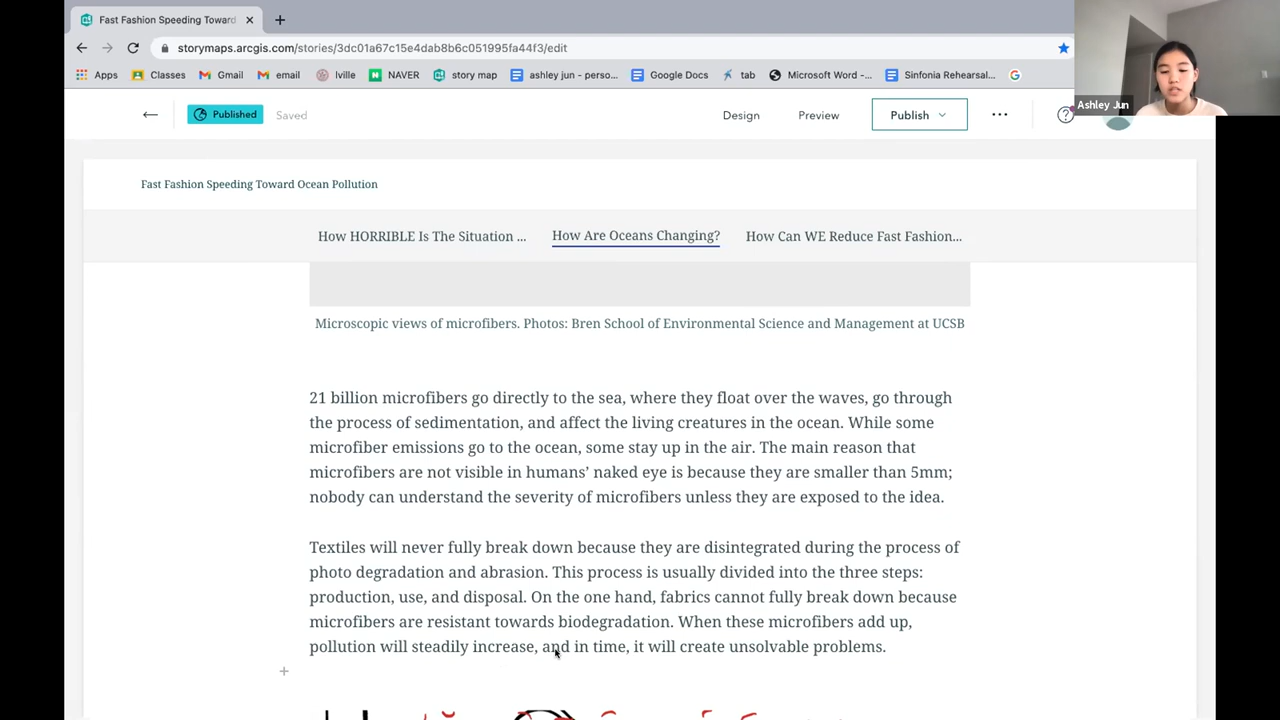 Fast Fashion Speeding Toward
storymaps.arcgis.com/stories/3dc01a67c15e4dab8b6c051995fa44f3/edit
Apps Classes Gmail email lville NAVER story map ashley jun - perso... Google Docs tab Microsoft Word -... Sinfonia Rehearsal...
Ashley Jun
Published Saved Design Preview Publish
Fast Fashion Speeding Toward Ocean Pollution
How HORRIBLE Is The Situation ... How Are Oceans Changing? How Can WE Reduce Fast Fashion...
Microscopic views of microfibers. Photos: Bren School of Environmental Science and Management at UCSB
21 billion microfibers go directly to the sea, where they float over the waves, go through
the process of sedimentation, and affect the living creatures in the ocean. While some
microfiber emissions go to the ocean, some stay up in the air. The main reason that
microfibers are not visible in humans’ naked eye is because they are smaller than 5mm;
nobody can understand the severity of microfibers unless they are exposed to the idea.
Textiles will never fully break down because they are disintegrated during the process of
photo degradation and abrasion. This process is usually divided into the three steps:
production, use, and disposal. On the one hand, fabrics cannot fully break down because
microfibers are resistant towards biodegradation. When these microfibers add up,
pollution will steadily increase, and in time, it will create unsolvable problems.